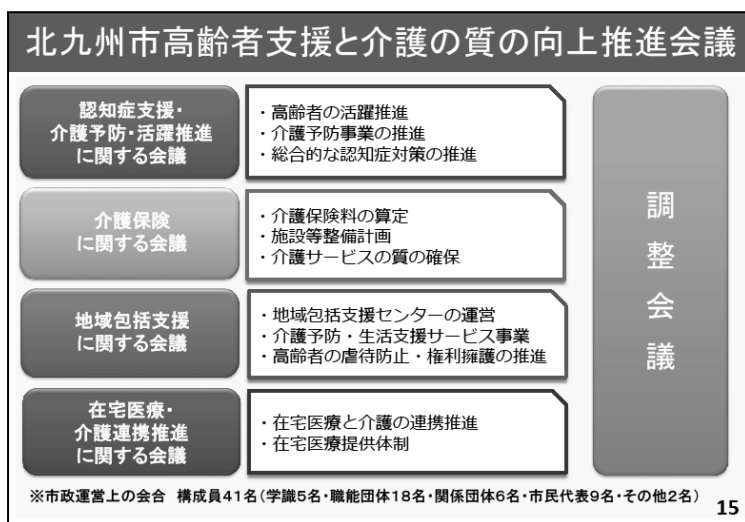 北九州市高齢者支援と介護の質の向上推進会議
認知症支援・
介護予防・活躍推進
に関する会議
・高齢者の活躍推進
・介護予防事業の推進
・総合的な認知症対策の推進
介護保険
に関する会議
・介護保険料の算定
・施設等整備計画
・介護サービスの質の確保
地域包括支援
に関する会議
・地域包括支援センターの運営
・介護予防・生活支援サービス事業
・高齢者の虐待防止・権利擁護の推進
在宅医療・
介護連携推進
に関する会議
・在宅医療と介護の連携推進
・在宅医療提供体制
調整会議
※市政運営上の会合 構成員41名(学識5名・職能団体18名・関係団体6名・市民代表9名・その他2名)
15